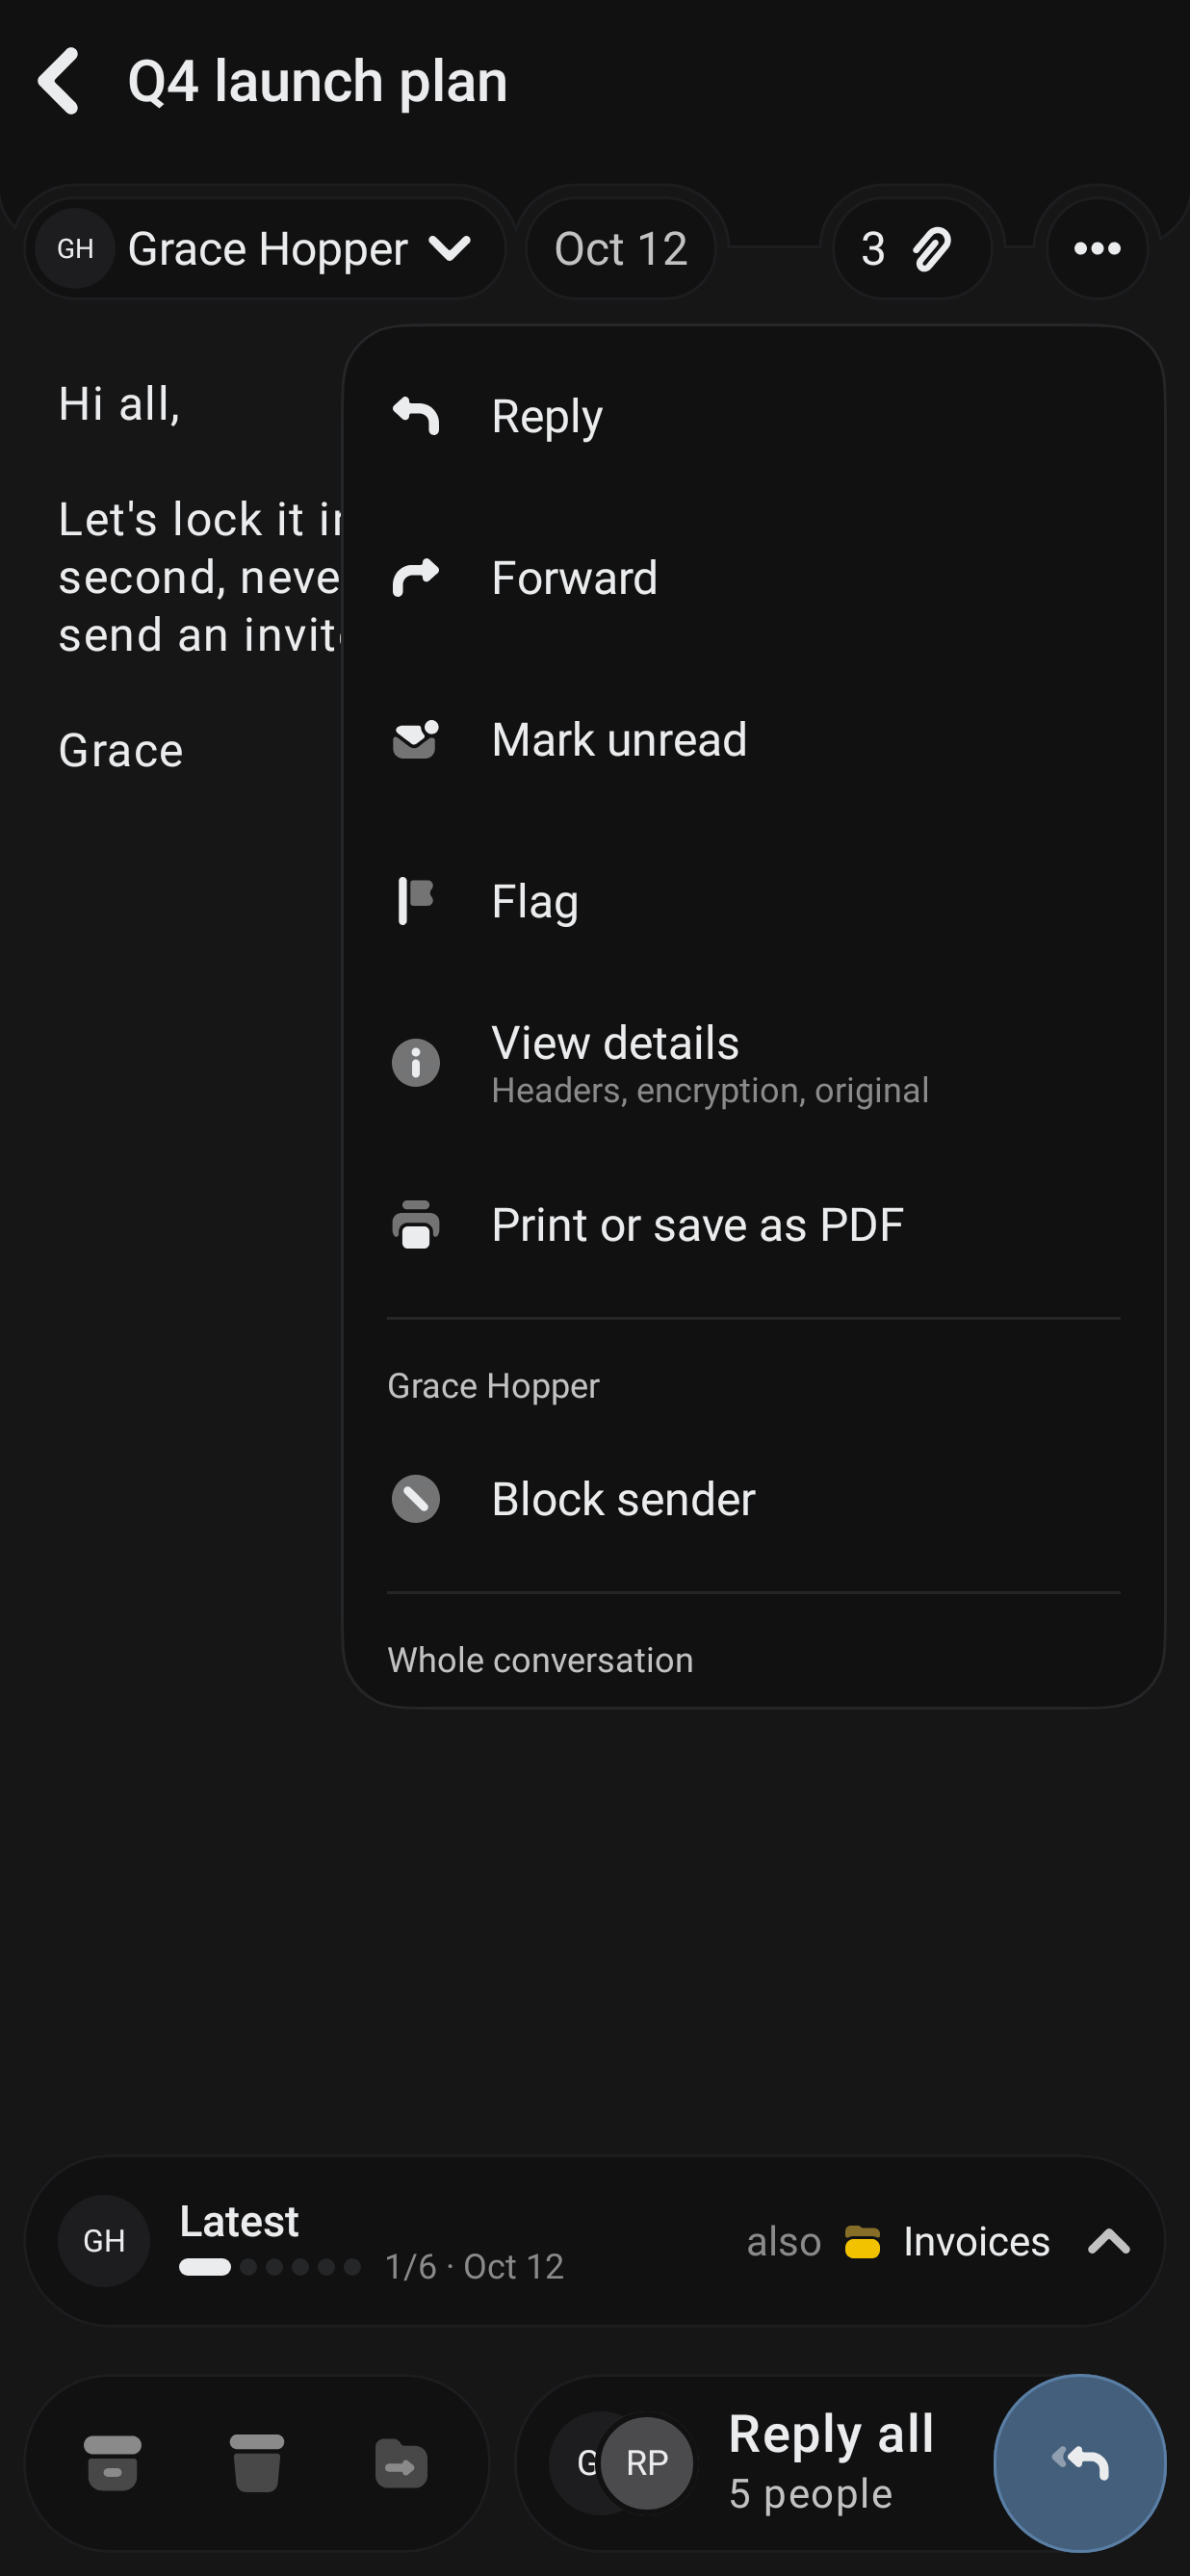 Q4 launch plan
GH Grace Hopper Oct 12 3
Hi all,
Let's lock it
second,
send an
Grace
Reply
Forward
Mark unread
Flag
View details
Headers, encryption, original
Print or save as PDF
Grace Hopper
Block sender
Whole conversation
GH
Latest
1/6 · Oct 12
also Invoices
RP
Reply all
5 people